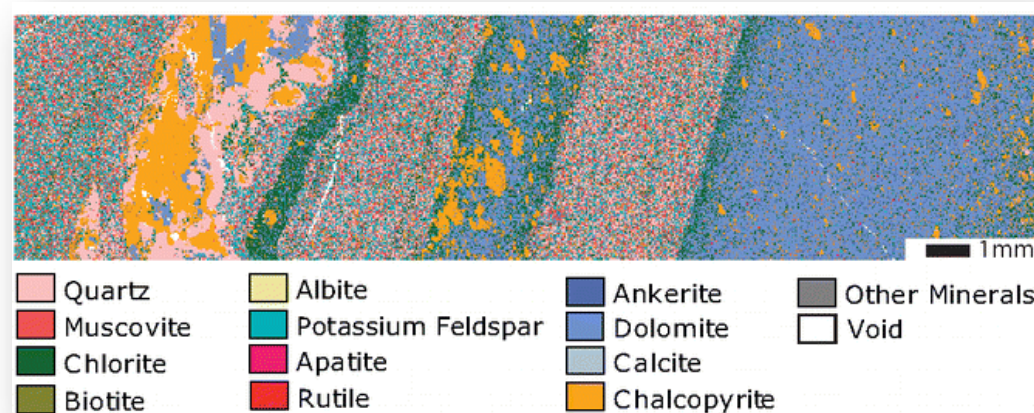 1mm
Quartz
Albite
Ankerite
Other Minerals
Muscovite
Potassium Feldspar
Dolomite
Void
Chlorite
Apatite
Calcite
Biotite
Rutile
Chalcopyrite